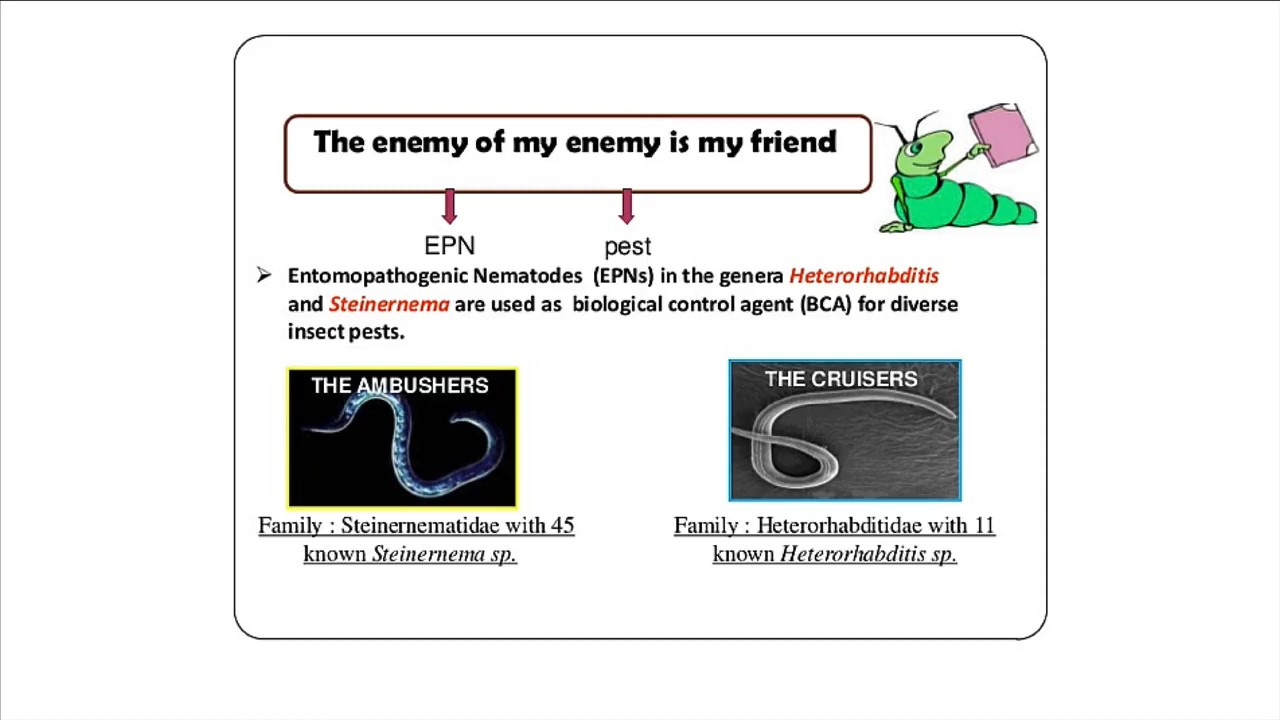 The enemy of my enemy is my friend
EPN pest
➢ Entomopathogenic Nematodes (EPNs) in the genera Heterorhabditis
and Steinernema are used as biological control agent (BCA) for diverse
insect pests.
THE AMBUSHERS
Family : Steinernematidae with 45
known Steinernema sp.
THE CRUISERS
Family : Heterorhabditidae with 11
known Heterorhabditis sp.